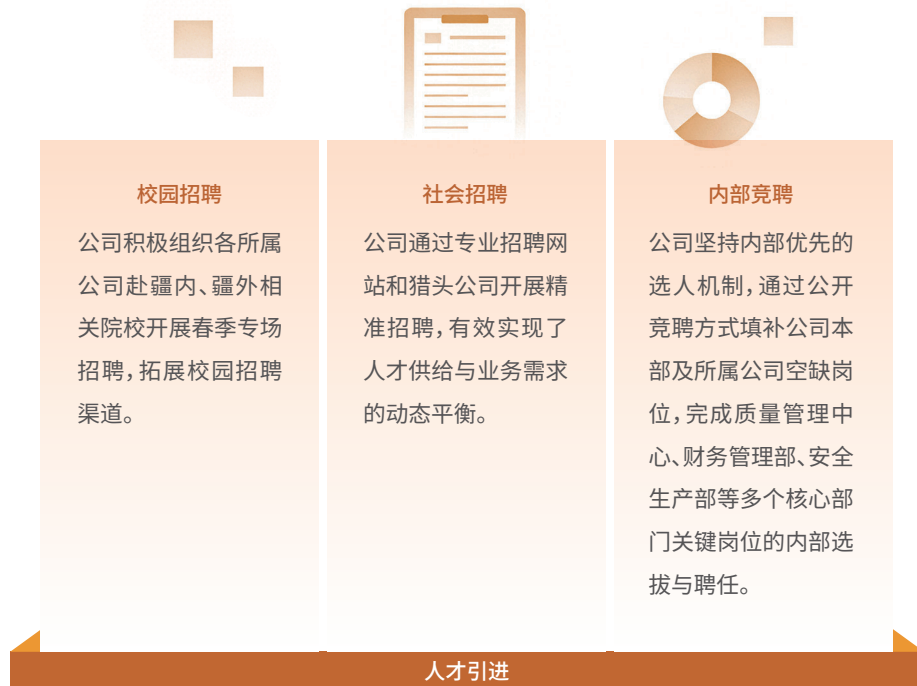 校园招聘
公司积极组织各所属
公司赴疆内、疆外相
关院校开展春季专场
招聘，拓展校园招聘
渠道。
社会招聘
公司通过专业招聘网
站和猎头公司开展精
准招聘，有效实现了
人才供给与业务需求
的动态平衡。
内部竞聘
公司坚持内部优先的
选人机制，通过公开
竞聘方式填补公司本
部及所属公司空缺岗
位，完成质量管理中
心、财务管理部、安全
生产部等多个核心部
门关键岗位的内部选
拔与聘任。
人才引进